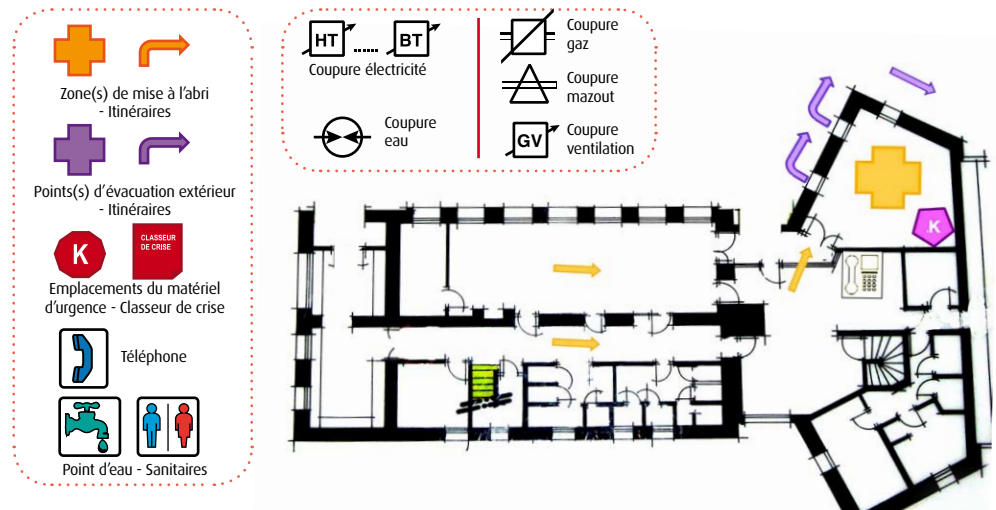 Zone(s) de mise à l'abri
- Itinéraires
Points(s) d'évacuation extérieur
- Itinéraires
K
CLASSEUR
DE CRISE
Emplacements du matériel
d'urgence - Classeur de crise
Téléphone
Point d'eau - Sanitaires
HT ...... BT
Coupure électricité
Coupure
eau
Coupure
gaz
Coupure
mazout
GV
Coupure
ventilation
.K